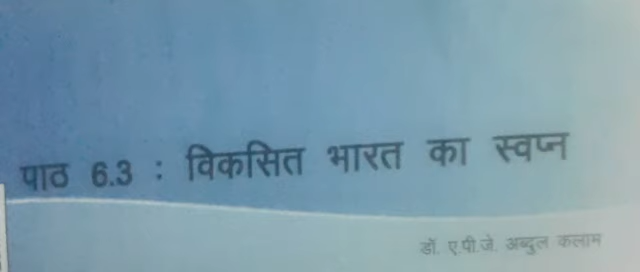 पाठ 6.3 : विकसित भारत का स्वप्न
डॉ. ए.पी.जे. अब्दुल कलाम